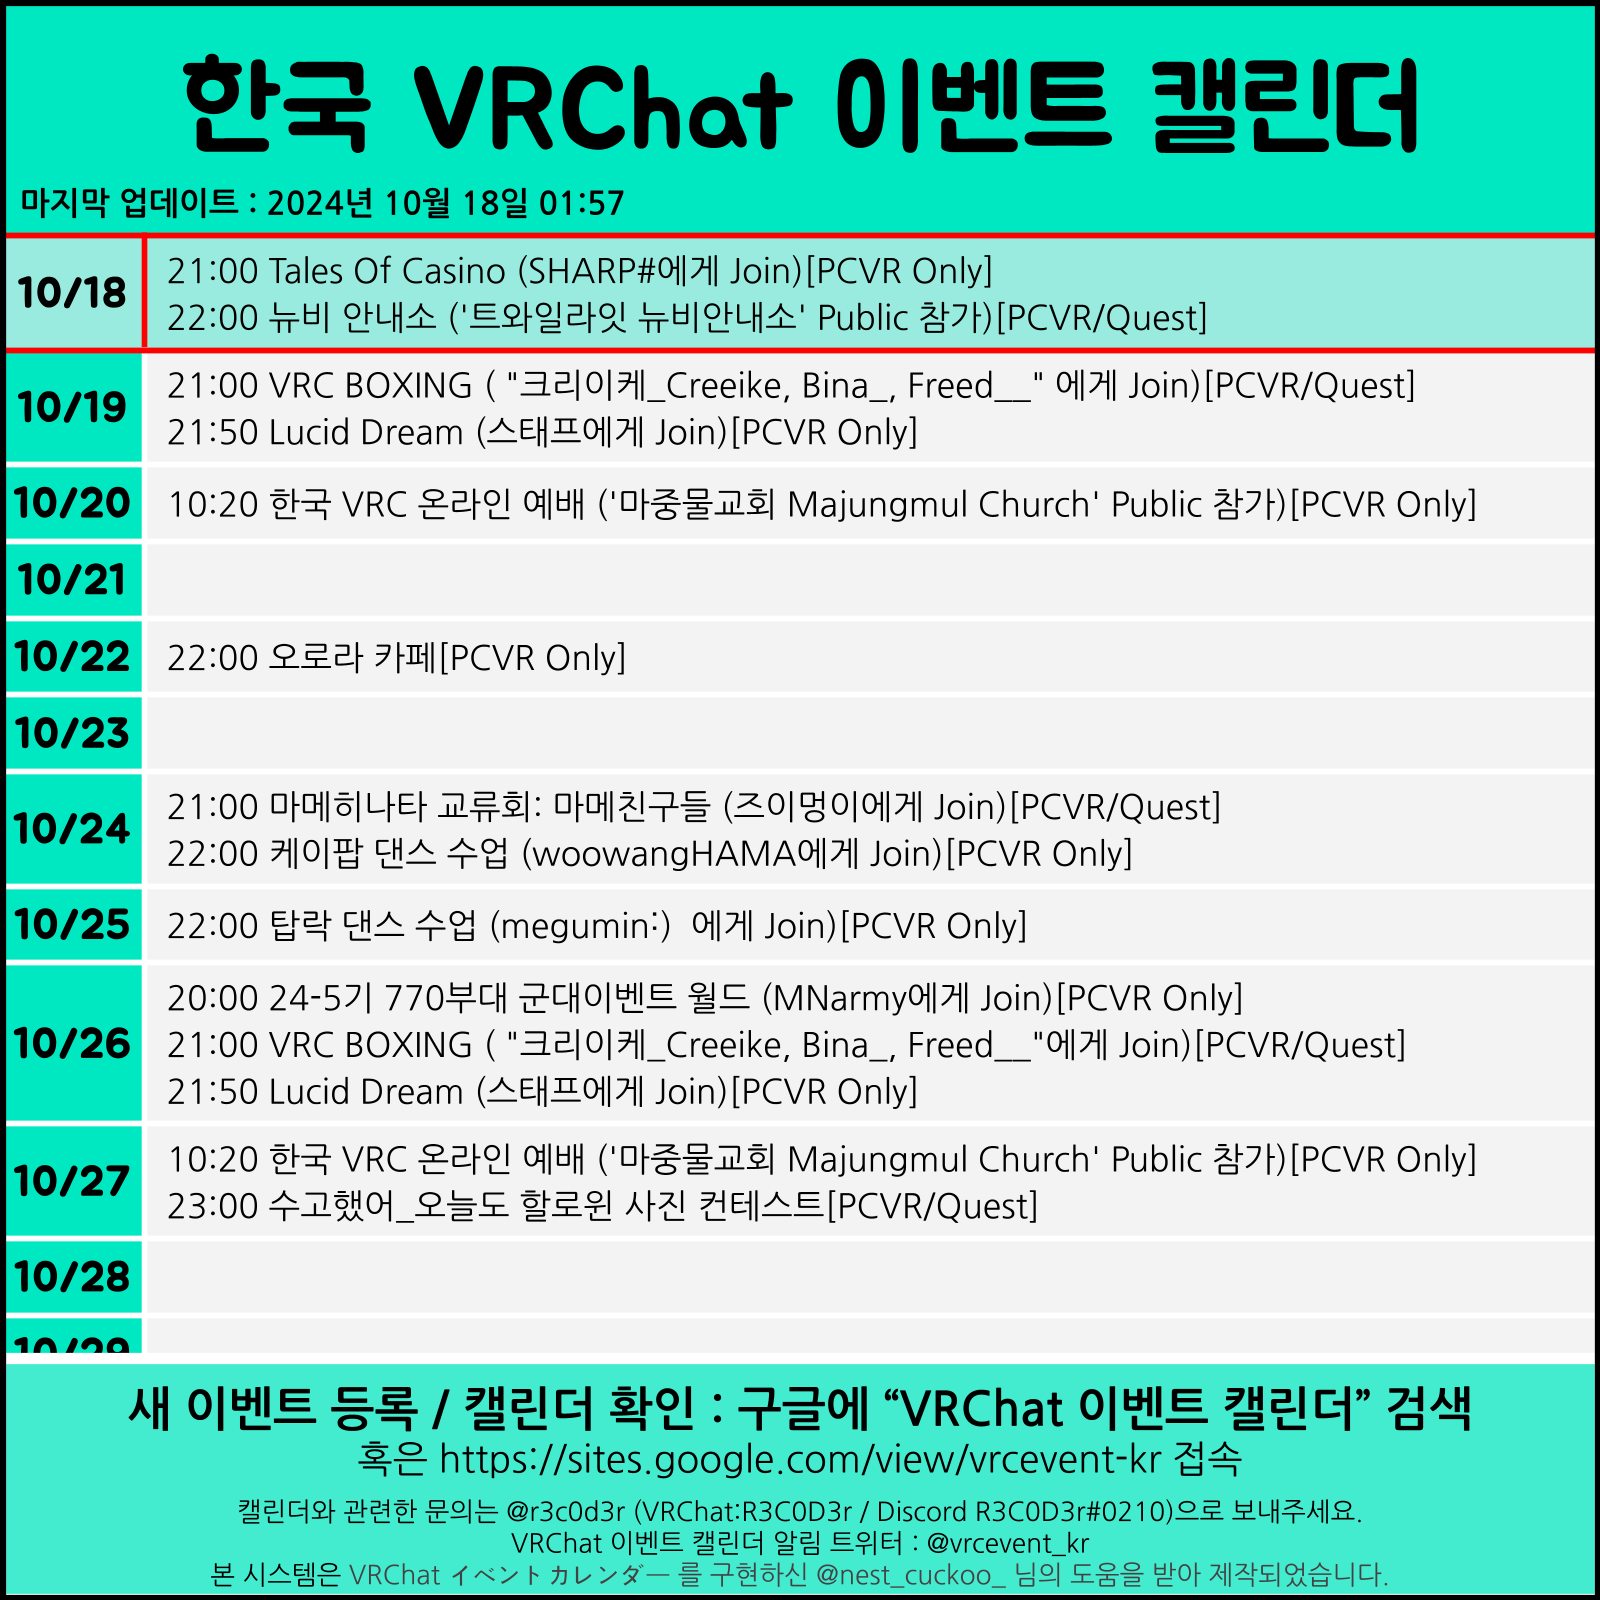 한국 VRChat 이벤트 캘린더
마지막 업데이트 : 2024년 10월 18일 01:57
10/18
21:00 Tales Of Casino (SHARP#에게 Join)[PCVR Only]
22:00 뉴비 안내소 ('트와일라잇 뉴비안내소' Public 참가)[PCVR/Quest]
10/19
21:00 VRC BOXING ( "크리이케_Creeike, Bina_, Freed__" 에게 Join)[PCVR/Quest]
21:50 Lucid Dream (스태프에게 Join)[PCVR Only]
10/20
10:20 한국 VRC 온라인 예배 ('마중물교회 Majungmul Church' Public 참가)[PCVR Only]
10/21
10/22
22:00 오로라 카페[PCVR Only]
10/23
10/24
21:00 마메히나타 교류회: 마메친구들 (즈이멍이에게 Join)[PCVR/Quest]
22:00 케이팝 댄스 수업 (woowangHAMA에게 Join)[PCVR Only]
10/25
22:00 탑락 댄스 수업 (megumin:)  에게 Join)[PCVR Only]
10/26
20:00 24-5기 770부대 군대이벤트 월드 (MNarmy에게 Join)[PCVR Only]
21:00 VRC BOXING ( "크리이케_Creeike, Bina_, Freed__"에게 Join)[PCVR/Quest]
21:50 Lucid Dream (스태프에게 Join)[PCVR Only]
10/27
10:20 한국 VRC 온라인 예배 ('마중물교회 Majungmul Church' Public 참가)[PCVR Only]
23:00 수고했어_오늘도 할로윈 사진 컨테스트[PCVR/Quest]
10/28
10/29
새 이벤트 등록 / 캘린더 확인 : 구글에 “VRChat 이벤트 캘린더” 검색
혹은 https://sites.google.com/view/vrcevent-kr 접속
캘린더와 관련한 문의는 @r3c0d3r (VRChat:R3C0D3r / Discord R3C0D3r#0210)으로 보내주세요.
VRChat 이벤트 캘린더 알림 트위터 : @vrcevent_kr
본 시스템은 VRChat イベントカレンダー 를 구현하신 @nest_cuckoo_ 님의 도움을 받아 제작되었습니다.